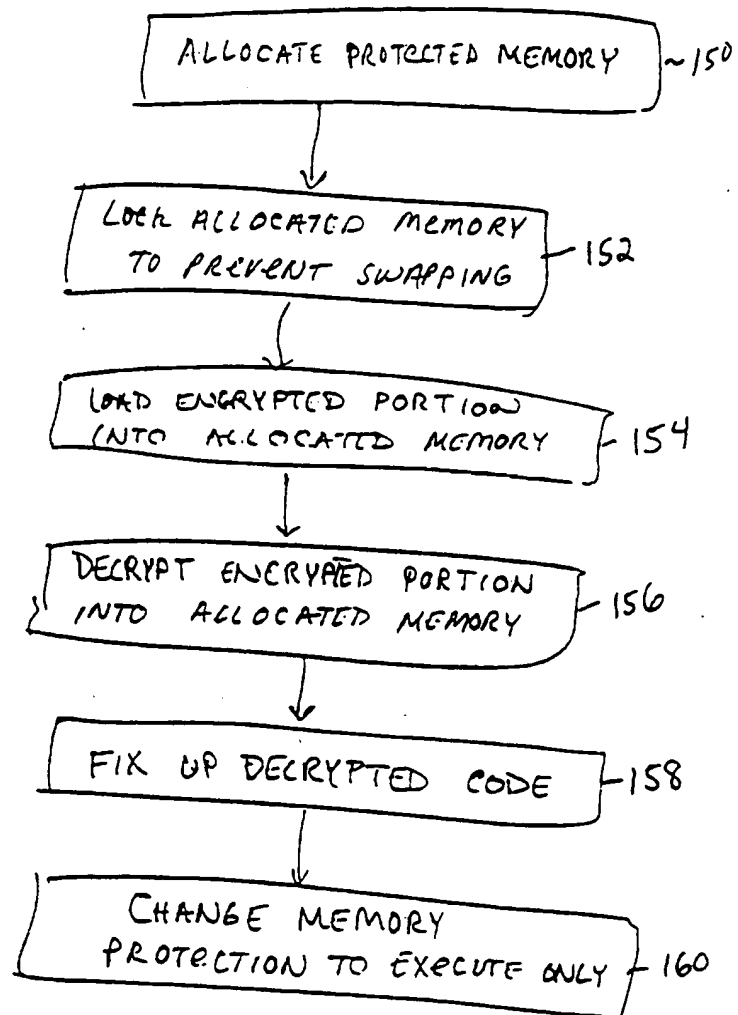 ALLOCATE PROTECTED MEMORY ~150
LOCK ALLOCATED MEMORY
TO PREVENT SWAPPING 152
LOAD ENCRYPTED PORTION
INTO ALLOCATED MEMORY 154
DECRYPT ENCRYPTED PORTION
INTO ALLOCATED MEMORY 156
FIX UP DECRYPTED CODE 158
CHANGE MEMORY
PROTECTION TO EXECUTE ONLY 160